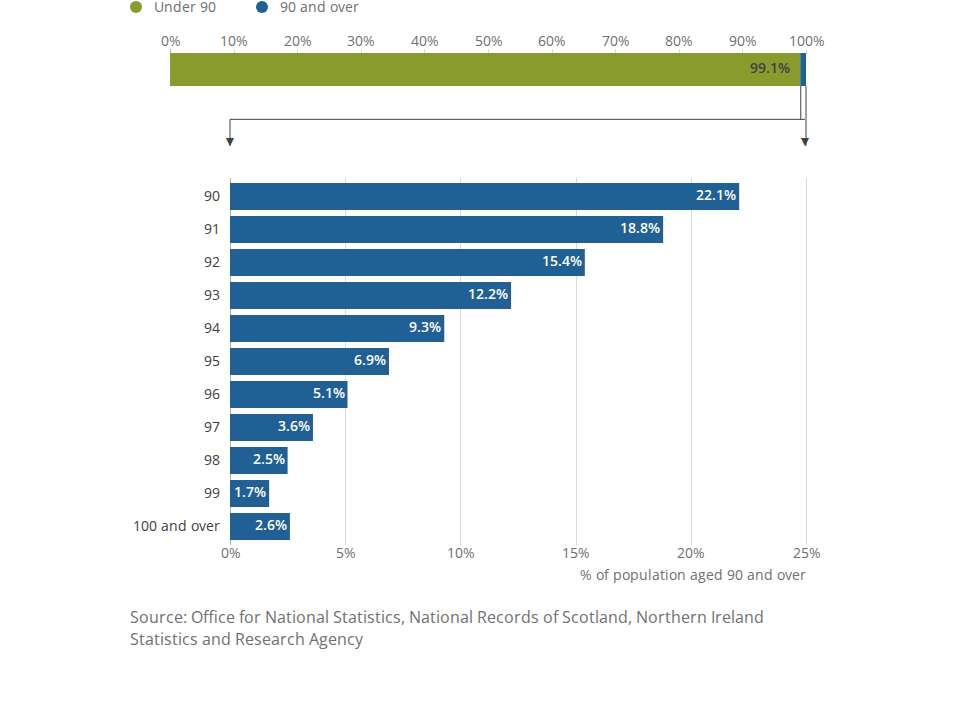 Under 90 90 and over
0% 10% 20% 30% 40% 50% 60% 70% 80% 90% 100%
99.1%
90 22.1%
91 18.8%
92 15.4%
93 12.2%
94 9.3%
95 6.9%
96 5.1%
97 3.6%
98 2.5%
99 1.7%
100 and over 2.6%
0% 5% 10% 15% 20% 25%
% of population aged 90 and over
Source: Office for National Statistics, National Records of Scotland, Northern Ireland
Statistics and Research Agency